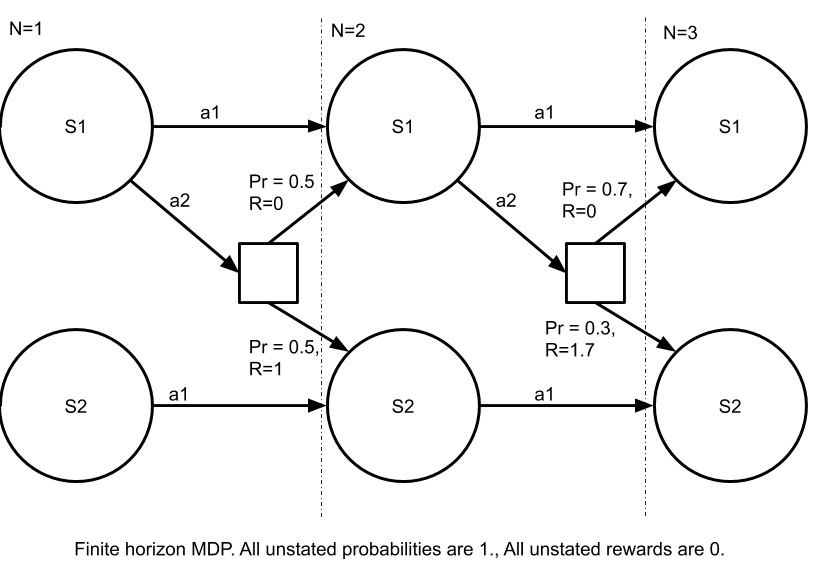 N=1
N=2
N=3
S1
a1
S1
a1
S1
a2
Pr = 0.5
R=0
a2
Pr = 0.7,
R=0
Pr = 0.5,
R=1
Pr = 0.3,
R=1.7
S2
a1
S2
a1
S2
Finite horizon MDP. All unstated probabilities are 1., All unstated rewards are 0.